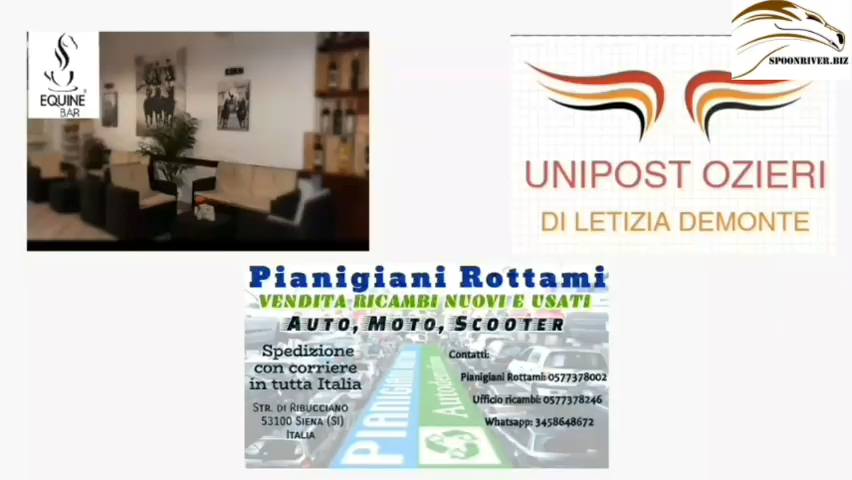 EQUINE
BAR
SPOONRIVER.BIZ
UNIPOST OZIERI
DI LETIZIA DEMONTE
Pianigiani Rottami
VENDITA RICAMBI NUOVI E USATI
AUTO, MOTO, SCOOTER
Spedizione
con corriere
in tutta Italia
STR. DI RIBUCCIANO
53100 SIENA (SI)
ITALIA
Contatti:
Pianigiani Rottami: 0577378002
Ufficio ricambi: 0577378246
Whatsapp: 3458648672